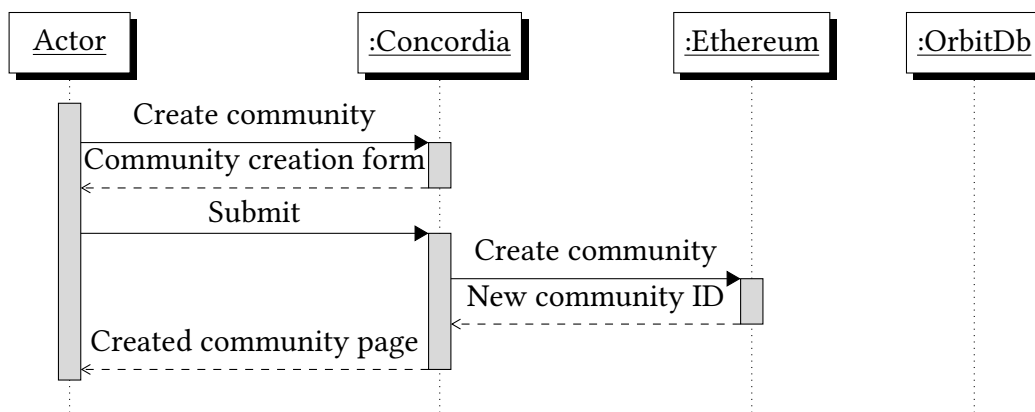 Actor
:Concordia
:Ethereum
:OrbitDb
Create community
Community creation form
Submit
Create community
New community ID
Created community page